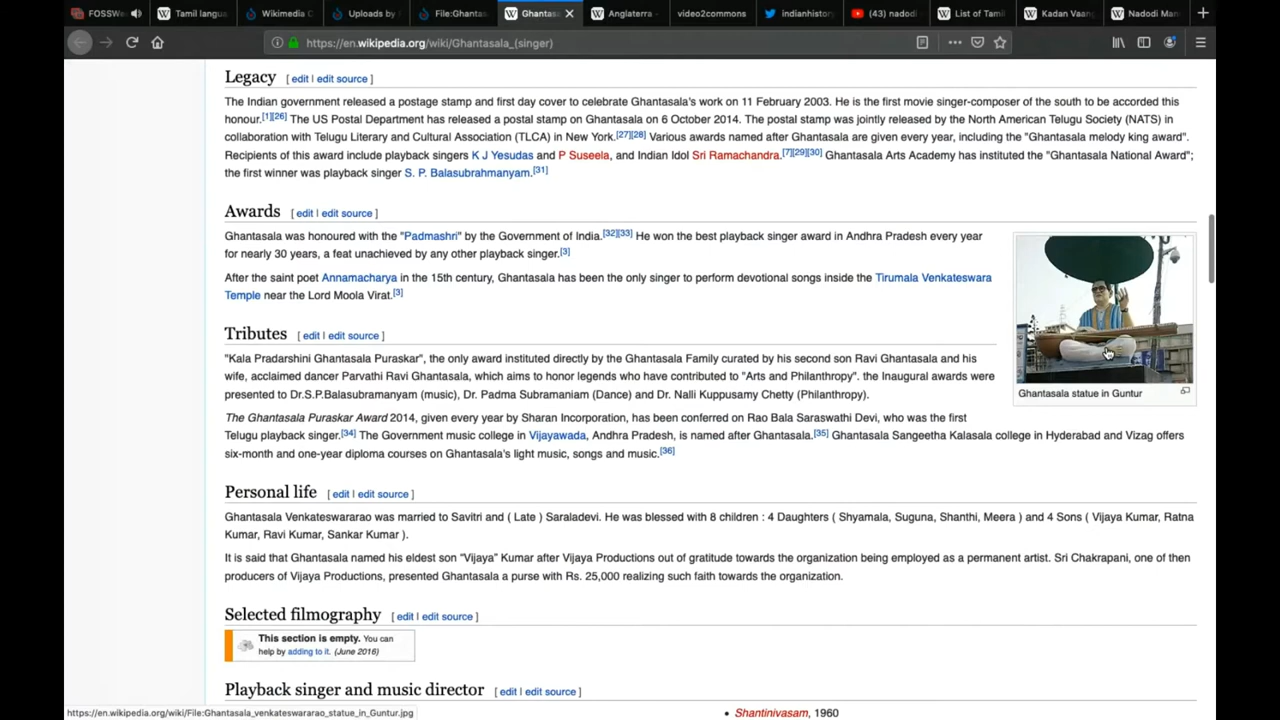 FOSSWe
Tamil langua
Wikimedia C
Uploads by
File:Ghantas
Ghantasa
Anglaterra -
video2commons
indianhistory
(43) nadodi
List of Tamil
Kadan Vaan
Nadodi Man
https://en.wikipedia.org/wiki/Ghantasala_(singer)
Legacy [ edit | edit source ]
The Indian government released a postage stamp and first day cover to celebrate Ghantasala's work on 11 February 2003. He is the first movie singer-composer of the south to be accorded this
honour.[1][26] The US Postal Department has released a postal stamp on Ghantasala on 6 October 2014. The postal stamp was jointly released by the North American Telugu Society (NATS) in
collaboration with Telugu Literary and Cultural Association (TLCA) in New York.[27][28] Various awards named after Ghantasala are given every year, including the "Ghantasala melody king award".
Recipients of this award include playback singers K J Yesudas and P Suseela, and Indian Idol Sri Ramachandra.[7][29][30] Ghantasala Arts Academy has instituted the "Ghantasala National Award";
the first winner was playback singer S. P. Balasubrahmanyam.[31]
Awards [ edit | edit source ]
Ghantasala was honoured with the "Padmashri" by the Government of India.[32][33] He won the best playback singer award in Andhra Pradesh every year
for nearly 30 years, a feat unachieved by any other playback singer.[3]
After the saint poet Annamacharya in the 15th century, Ghantasala has been the only singer to perform devotional songs inside the Tirumala Venkateswara
Temple near the Lord Moola Virat.[3]
Ghantasala statue in Guntur
Tributes [ edit | edit source ]
"Kala Pradarshini Ghantasala Puraskar", the only award instituted directly by the Ghantasala Family curated by his second son Ravi Ghantasala and his
wife, acclaimed dancer Parvathi Ravi Ghantasala, which aims to honor legends who have contributed to "Arts and Philanthropy". the Inaugural awards were
presented to Dr.S.P.Balasubramanyam (music), Dr. Padma Subramaniam (Dance) and Dr. Nalli Kuppusamy Chetty (Philanthropy).
The Ghantasala Puraskar Award 2014, given every year by Sharan Incorporation, has been conferred on Rao Bala Saraswathi Devi, who was the first
Telugu playback singer.[34] The Government music college in Vijayawada, Andhra Pradesh, is named after Ghantasala.[35] Ghantasala Sangeetha Kalasala college in Hyderabad and Vizag offers
six-month and one-year diploma courses on Ghantasala's light music, songs and music.[36]
Personal life [ edit | edit source ]
Ghantasala Venkateswararao was married to Savitri and ( Late ) Saraladevi. He was blessed with 8 children : 4 Daughters ( Shyamala, Suguna, Shanthi, Meera ) and 4 Sons ( Vijaya Kumar, Ratna
Kumar, Ravi Kumar, Sankar Kumar ).
It is said that Ghantasala named his eldest son "Vijaya" Kumar after Vijaya Productions out of gratitude towards the organization being employed as a permanent artist. Sri Chakrapani, one of then
producers of Vijaya Productions, presented Ghantasala a purse with Rs. 25,000 realizing such faith towards the organization.
Selected filmography [ edit | edit source ]
This section is empty. You can
help by adding to it. (June 2016)
Playback singer and music director [ edit | edit source ]
https://en.wikipedia.org/wiki/File:Ghantasala_venkateswararao_statue_in_Guntur.jpg
• Shantinivasam, 1960